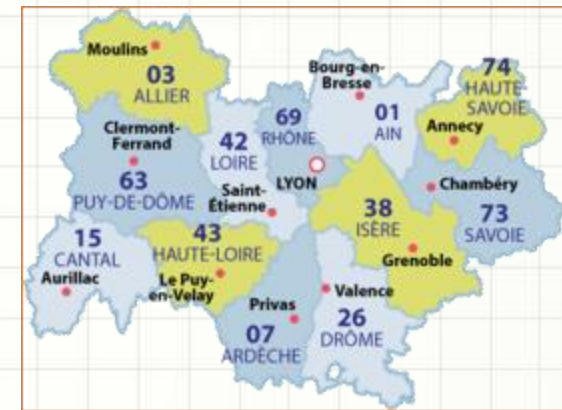 Moulins
03
ALLIER
Bourg-en-
Bresse
74
HAUTE-
SAVOIE
01
AIN
69
RHÔNE
Annecy
Clermont-
Ferrand
42
LOIRE
LYON
Chambéry
63
PUY-DE-DÔME
Saint-
Étienne
38
ISÈRE
73
SAVOIE
15
CANTAL
Aurillac
43
HAUTE-LOIRE
Le Puy-
en-Velay
Grenoble
Privas
Valence
07
ARDÈCHE
26
DRÔME